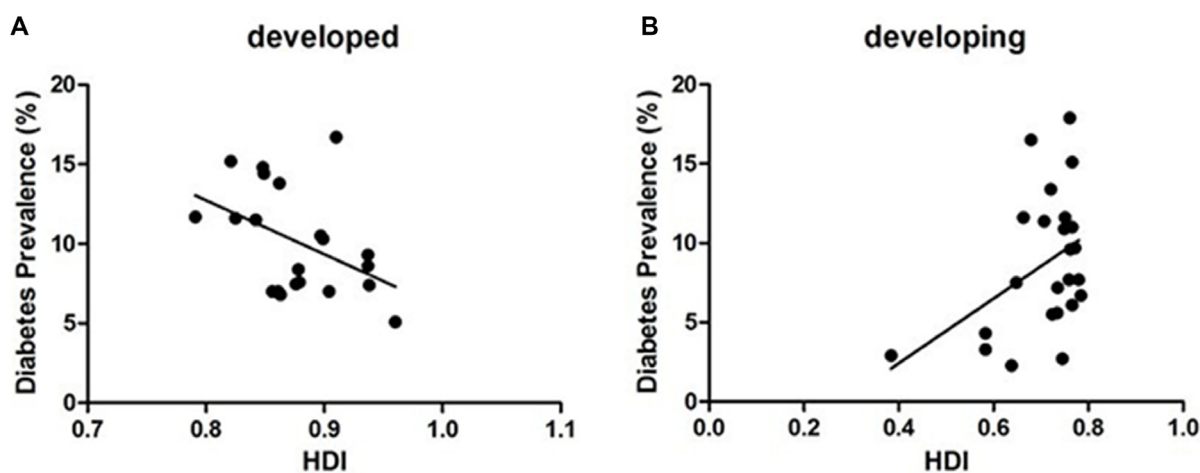 A
developed
Diabetes Prevalence (%)
20
15
10
5
0
0.7 0.8 0.9 1.0 1.1
HDI
B
developing
Diabetes Prevalence (%)
20
15
10
5
0
0.0 0.2 0.4 0.6 0.8 1.0
HDI